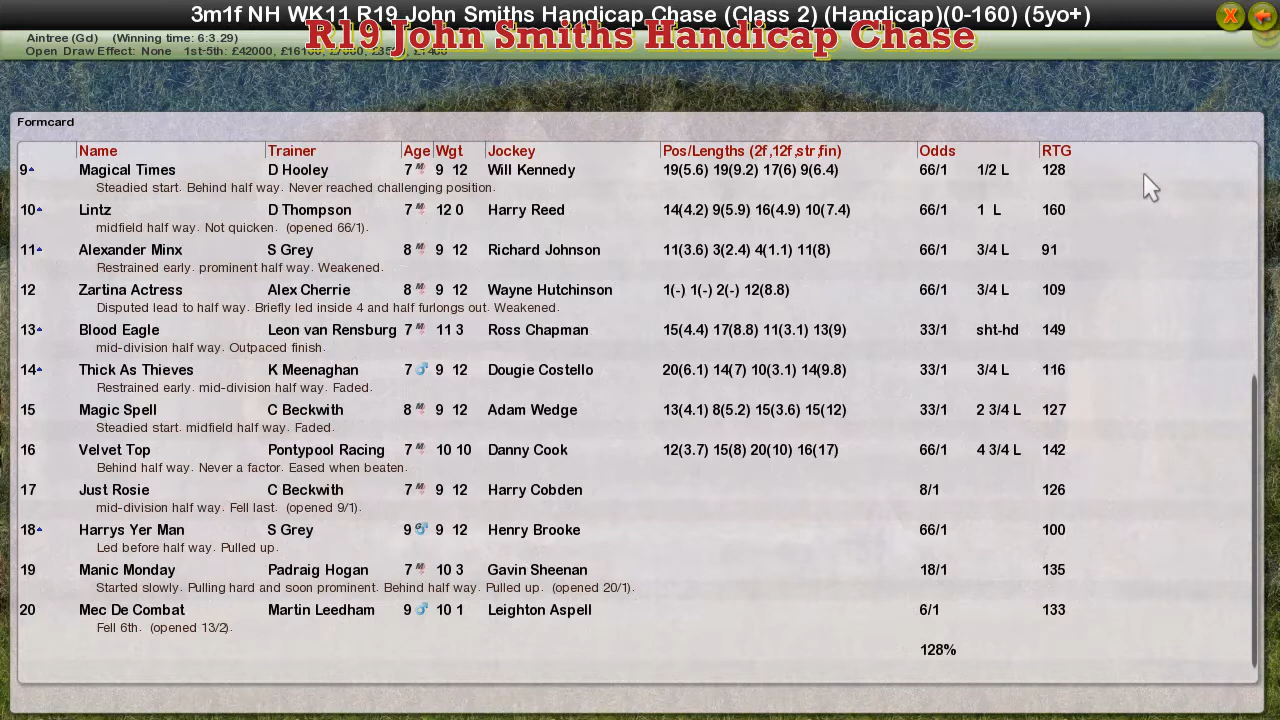 3m1f NH WK11 R19 John Smiths Handicap Chase (Class 2) (Handicap)(0-160) (5yo+)
R19 John Smiths Handicap Chase
Aintree (Gd) (Winning time: 6:3.29)
Open Draw Effect: None 1st-5th: £42000,
Formcard
Name Trainer Age Wgt Jockey Pos/Lengths (2f,12f,str,fin) Odds RTG
9 Magical Times D Hooley 7 9 12 Will Kennedy 19(5.6) 19(9.2) 17(6) 9(6.4) 66/1 1/2 L 128
Steadied start. Behind half way. Never reached challenging position.
10 Lintz D Thompson 7 12 0 Harry Reed 14(4.2) 9(5.9) 16(4.9) 10(7.4) 66/1 1 L 160
midfield half way. Not quicken. (opened 66/1).
11 Alexander Minx S Grey 8 9 12 Richard Johnson 11(3.6) 3(2.4) 4(1.1) 11(8) 66/1 3/4 L 91
Restrained early. prominent half way. Weakened.
12 Zartina Actress Alex Cherrie 8 9 12 Wayne Hutchinson 1(-) 1(-) 2(-) 12(8.8) 66/1 3/4 L 109
Disputed lead to half way. Briefly led inside 4 and half furlongs out. Weakened.
13 Blood Eagle Leon van Rensburg 7 11 3 Ross Chapman 15(4.4) 17(8.8) 11(3.1) 13(9) 33/1 sht-hd 149
mid-division half way. Outpaced finish.
14 Thick As Thieves K Meenaghan 7 9 12 Dougie Costello 20(6.1) 14(7) 10(3.1) 14(9.8) 33/1 3/4 L 116
Restrained early. mid-division half way. Faded.
15 Magic Spell C Beckwith 8 9 12 Adam Wedge 13(4.1) 8(5.2) 15(3.6) 15(12) 33/1 2 3/4 L 127
Steadied start. midfield half way. Faded.
16 Velvet Top Pontypool Racing 7 10 10 Danny Cook 12(3.7) 15(8) 20(10) 16(17) 66/1 4 3/4 L 142
Behind half way. Never a factor. Eased when beaten.
17 Just Rosie C Beckwith 7 9 12 Harry Cobden 8/1 126
mid-division half way. Fell last. (opened 9/1).
18 Harrys Yer Man S Grey 9 9 12 Henry Brooke 66/1 100
Led before half way. Pulled up.
19 Manic Monday Padraig Hogan 7 10 3 Gavin Sheenan 18/1 135
Started slowly. Pulling hard and soon prominent. Behind half way. Pulled up. (opened 20/1).
20 Mec De Combat Martin Leedham 9 10 1 Leighton Aspell 6/1 133
Fell 6th. (opened 13/2).
128%